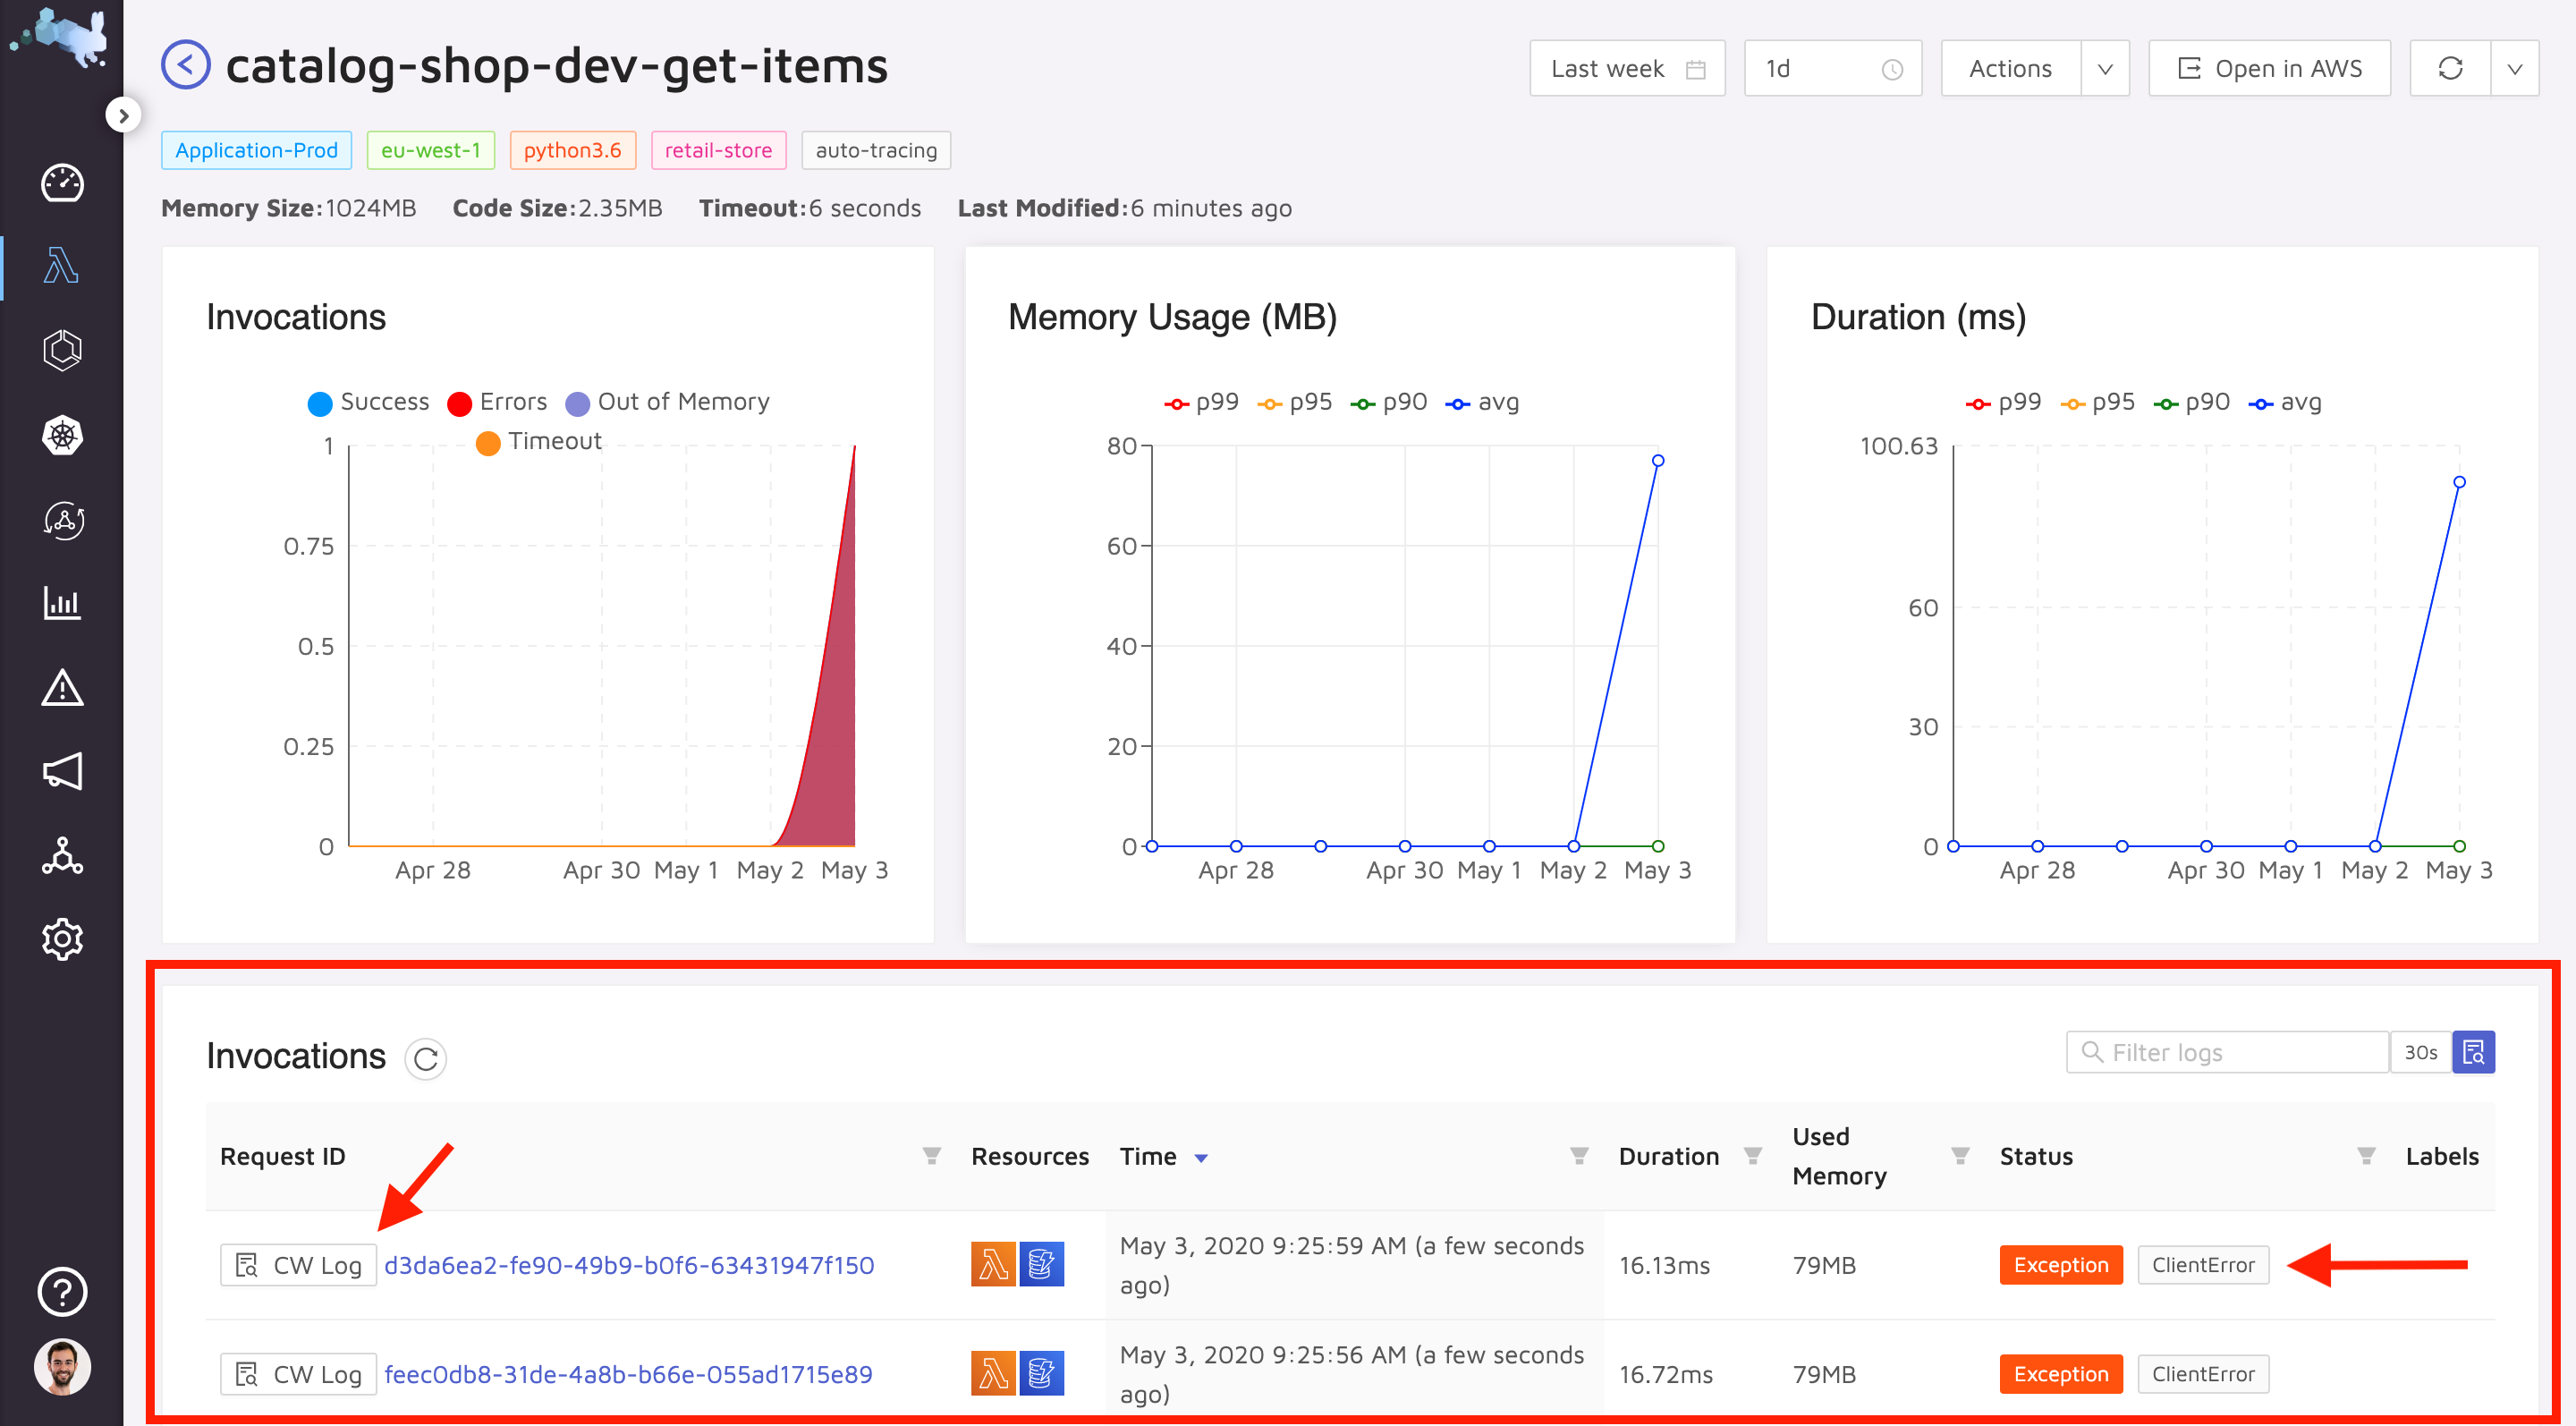 catalog-shop-dev-get-items
Last week
1d
Actions
Open in AWS
Application-Prod
eu-west-1
python3.6
retail-store
auto-tracing
Memory Size:1024MB Code Size:2.35MB Timeout:6 seconds Last Modified:6 minutes ago
Invocations
Success Errors Out of Memory
Timeout
1
0.75
0.5
0.25
0
Apr 28 Apr 30 May 1 May 2 May 3
Memory Usage (MB)
p99 p95 p90 avg
80
60
40
20
0
Apr 28 Apr 30 May 1 May 2 May 3
Duration (ms)
p99 p95 p90 avg
100.63
60
30
0
Apr 28 Apr 30 May 1 May 2 May 3
Invocations
Filter logs
30s
Request ID Resources Time Duration Used Memory Status Labels
CW Log d3da6ea2-fe90-49b9-b0f6-63431947f150 May 3, 2020 9:25:59 AM (a few seconds ago) 16.13ms 79MB Exception ClientError
CW Log feec0db8-31de-4a8b-b66e-055ad1715e89 May 3, 2020 9:25:56 AM (a few seconds ago) 16.72ms 79MB Exception ClientError